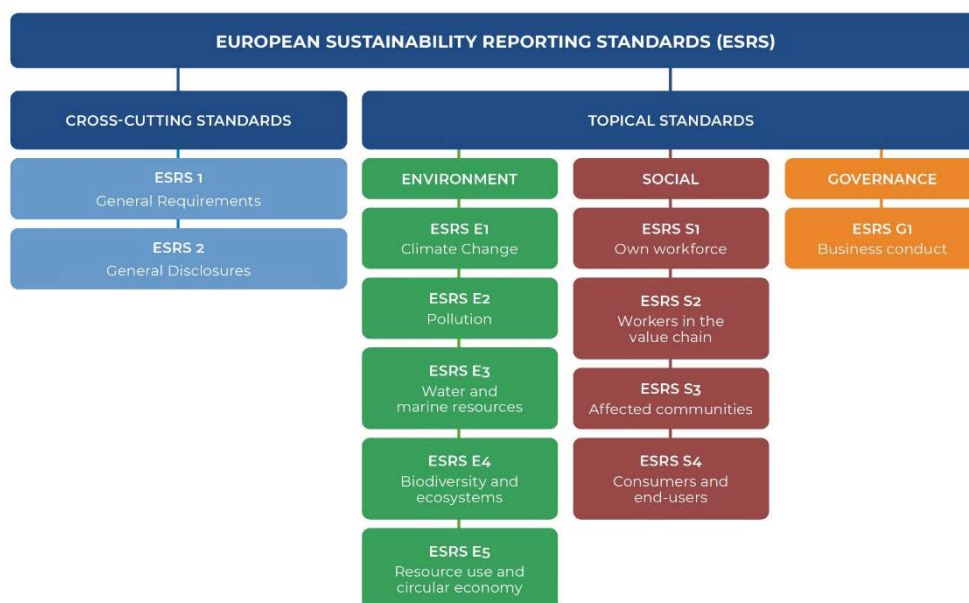 EUROPEAN SUSTAINABILITY REPORTING STANDARDS (ESRS)
CROSS-CUTTING STANDARDS
ESRS 1
General Requirements
ESRS 2
General Disclosures
TOPICAL STANDARDS
ENVIRONMENT
ESRS E1
Climate Change
ESRS E2
Pollution
ESRS E3
Water and
marine resources
ESRS E4
Biodiversity and
ecosystems
ESRS E5
Resource use and
circular economy
SOCIAL
ESRS S1
Own workforce
ESRS S2
Workers in the
value chain
ESRS S3
Affected communities
ESRS S4
Consumers and
end-users
GOVERNANCE
ESRS G1
Business conduct